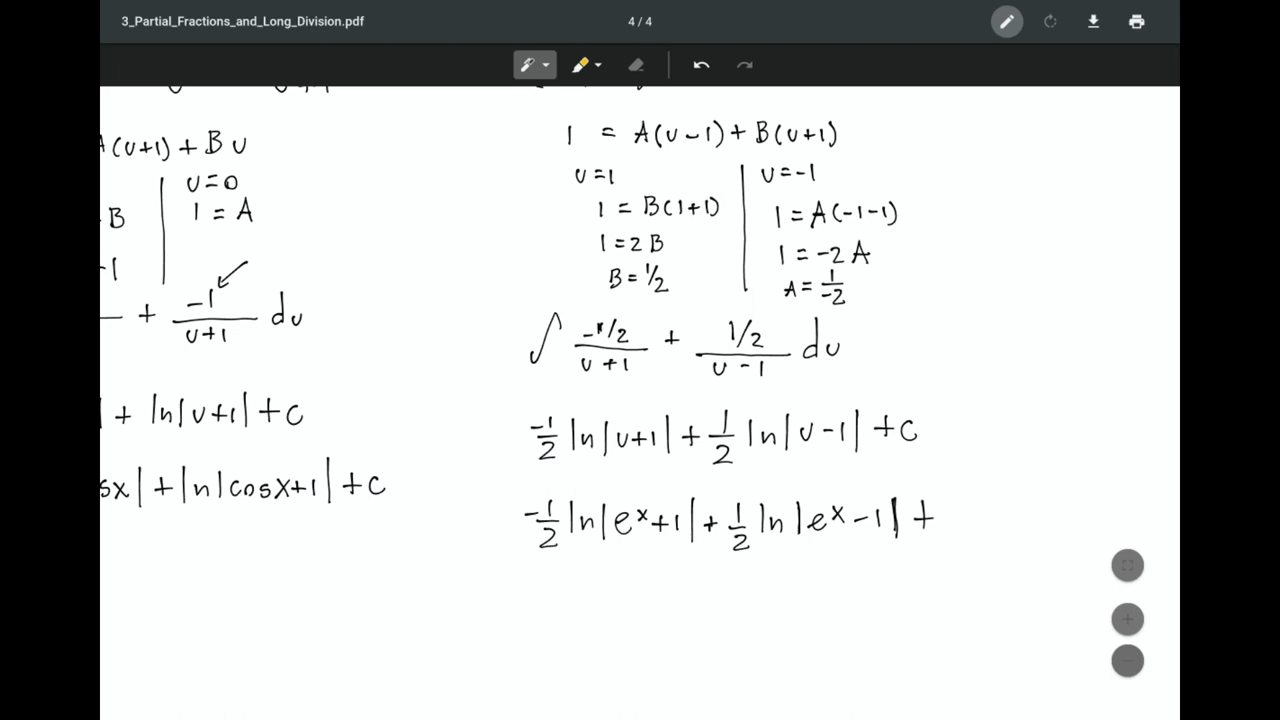 3_Partial_Fractions_and_Long_Division.pdf
4 / 4
(u+1) + B u
u=0
B
1 = A
-1
+ -1/(u+1) du
| + ln|u+1| + c
sx| + ln|cosx+1| + c
1 = A(u-1) + B(u+1)
u=1
1 = B(1+1)
1 = 2B
B = 1/2
u=-1
1 = A(-1-1)
1 = -2A
A = 1/-2
∫ (-1/2)/(u+1) + (1/2)/(u-1) du
-1/2 ln|u+1| + 1/2 ln|u-1| + c
-1/2 ln|e^x+1| + 1/2 ln|e^x-1| +